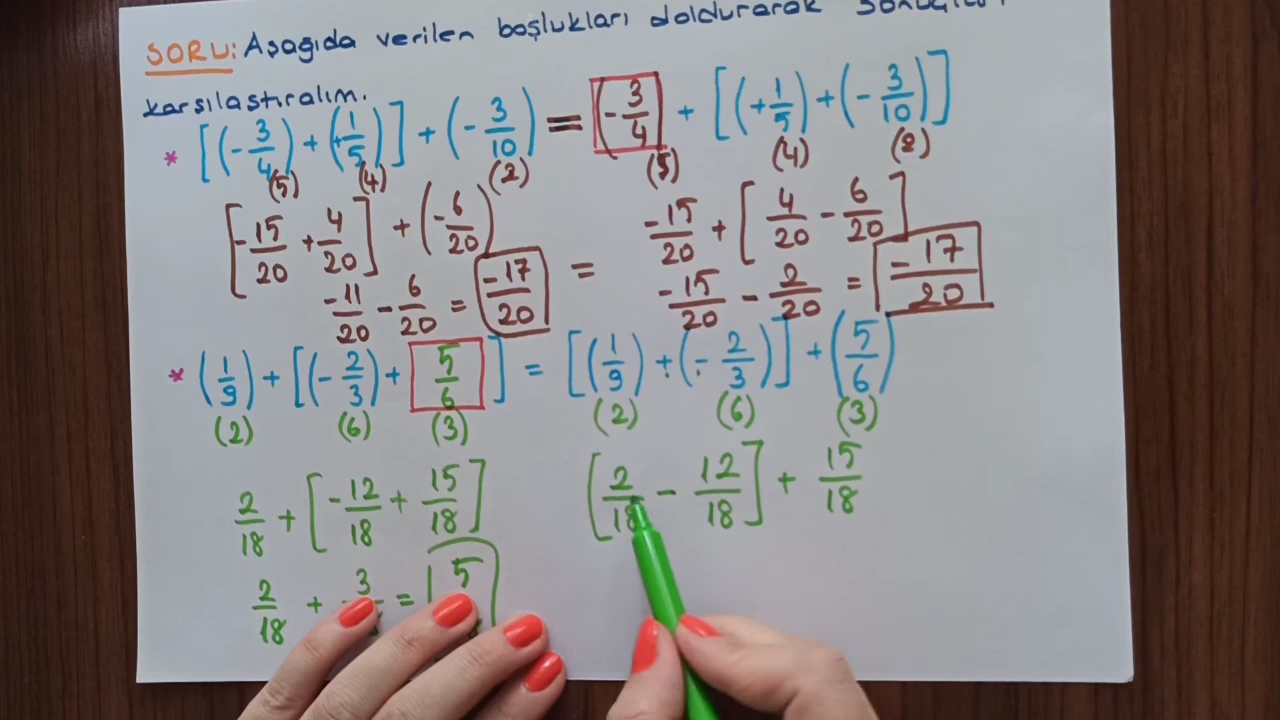 SORU: Aşağıda verilen boşlukları doldurarak
karşılaştıralım.
* [(-3/4) + (+1/5)] + (-3/10) = (-3/4) + [(+1/5) + (-3/10)]
(5) (4) (2) (5) (4) (2)
[-15/20 + 4/20] + (-6/20) = -15/20 + [4/20 - 6/20]
-11/20 - 6/20 = -17/20 -15/20 - 2/20 = -17/20
* (1/9) + [(-2/3) + 5/6] = [(1/9) + (-2/3)] + (5/6)
(2) (6) (3) (2) (6) (3)
2/18 + [-12/18 + 15/18] [2/18 - 12/18] + 15/18
2/18 + 3 = 5